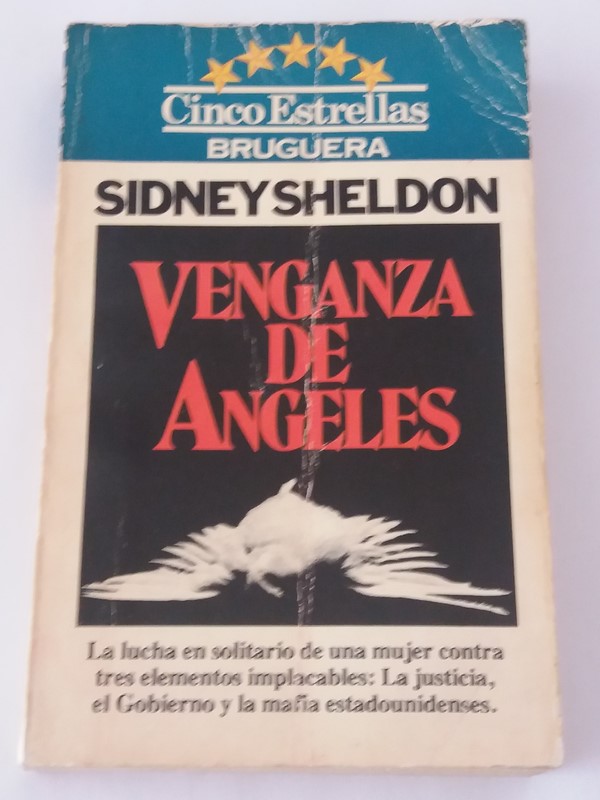 Cinco Estrellas
BRUGUERA
SIDNEY SHELDON
VENGANZA
DE
ANGELES
La lucha en solitario de una mujer contra
tres elementos implacables: La justicia,
el Gobierno y la mafia estadounidenses.